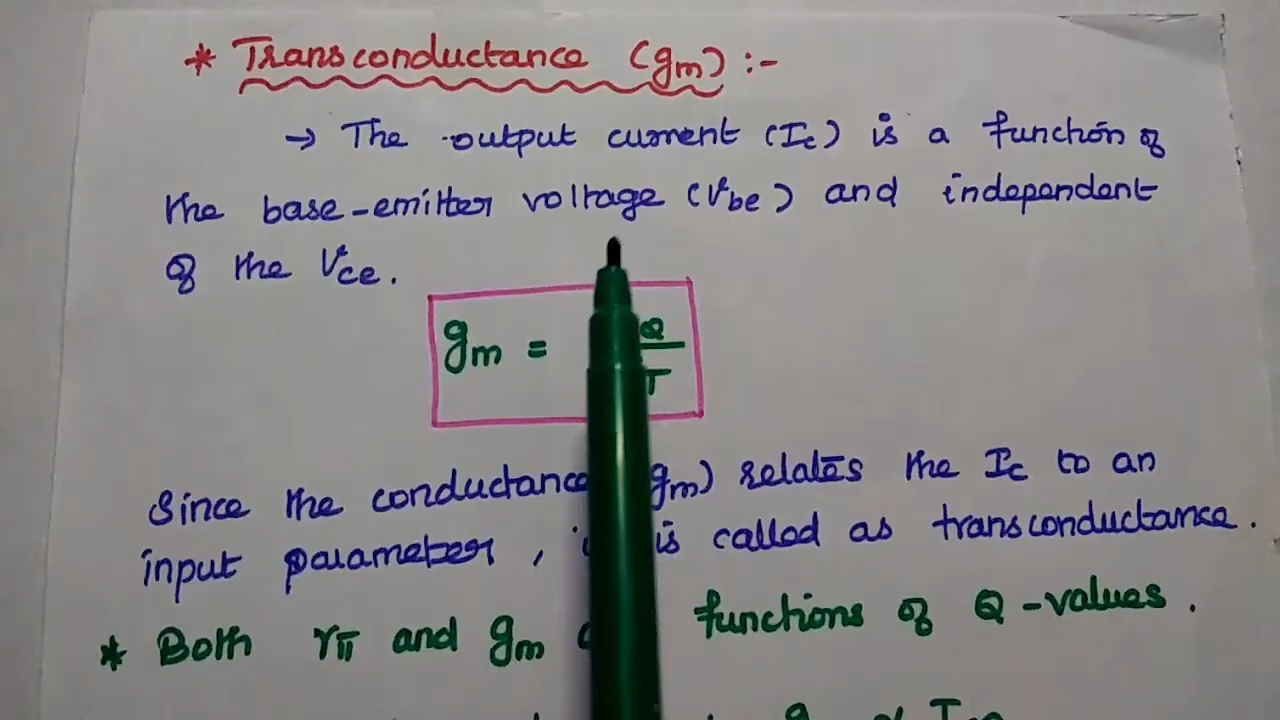 * Transconductance (gm) :-
→ The output current (Ic) is a function of
the base-emitter voltage (Vbe) and independent
of the Vce.
gm =
Since the conductance gm) relates the Ic to an
input parameter, is called as transconductance.
* Both rπ and gm functions of Q-values.